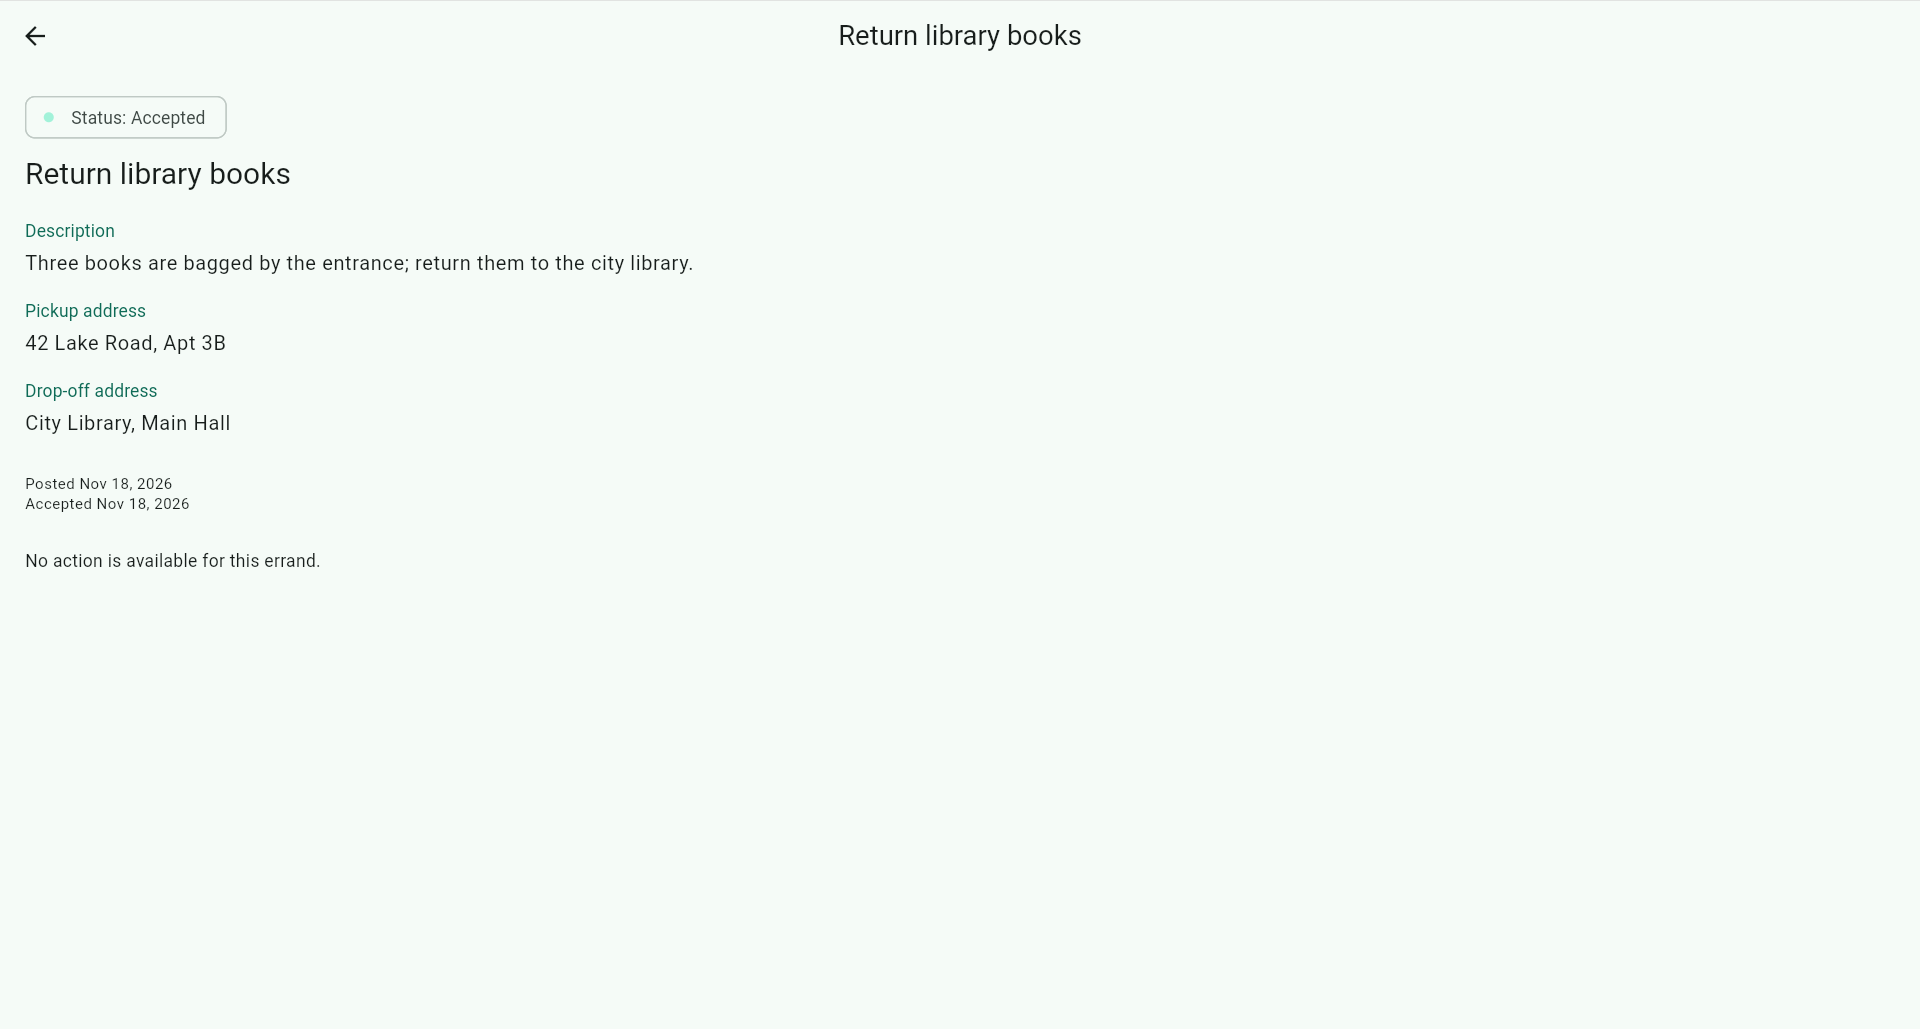 Return library books
Status: Accepted
Return library books
Description
Three books are bagged by the entrance; return them to the city library.
Pickup address
42 Lake Road, Apt 3B
Drop-off address
City Library, Main Hall
Posted Nov 18, 2026
Accepted Nov 18, 2026
No action is available for this errand.